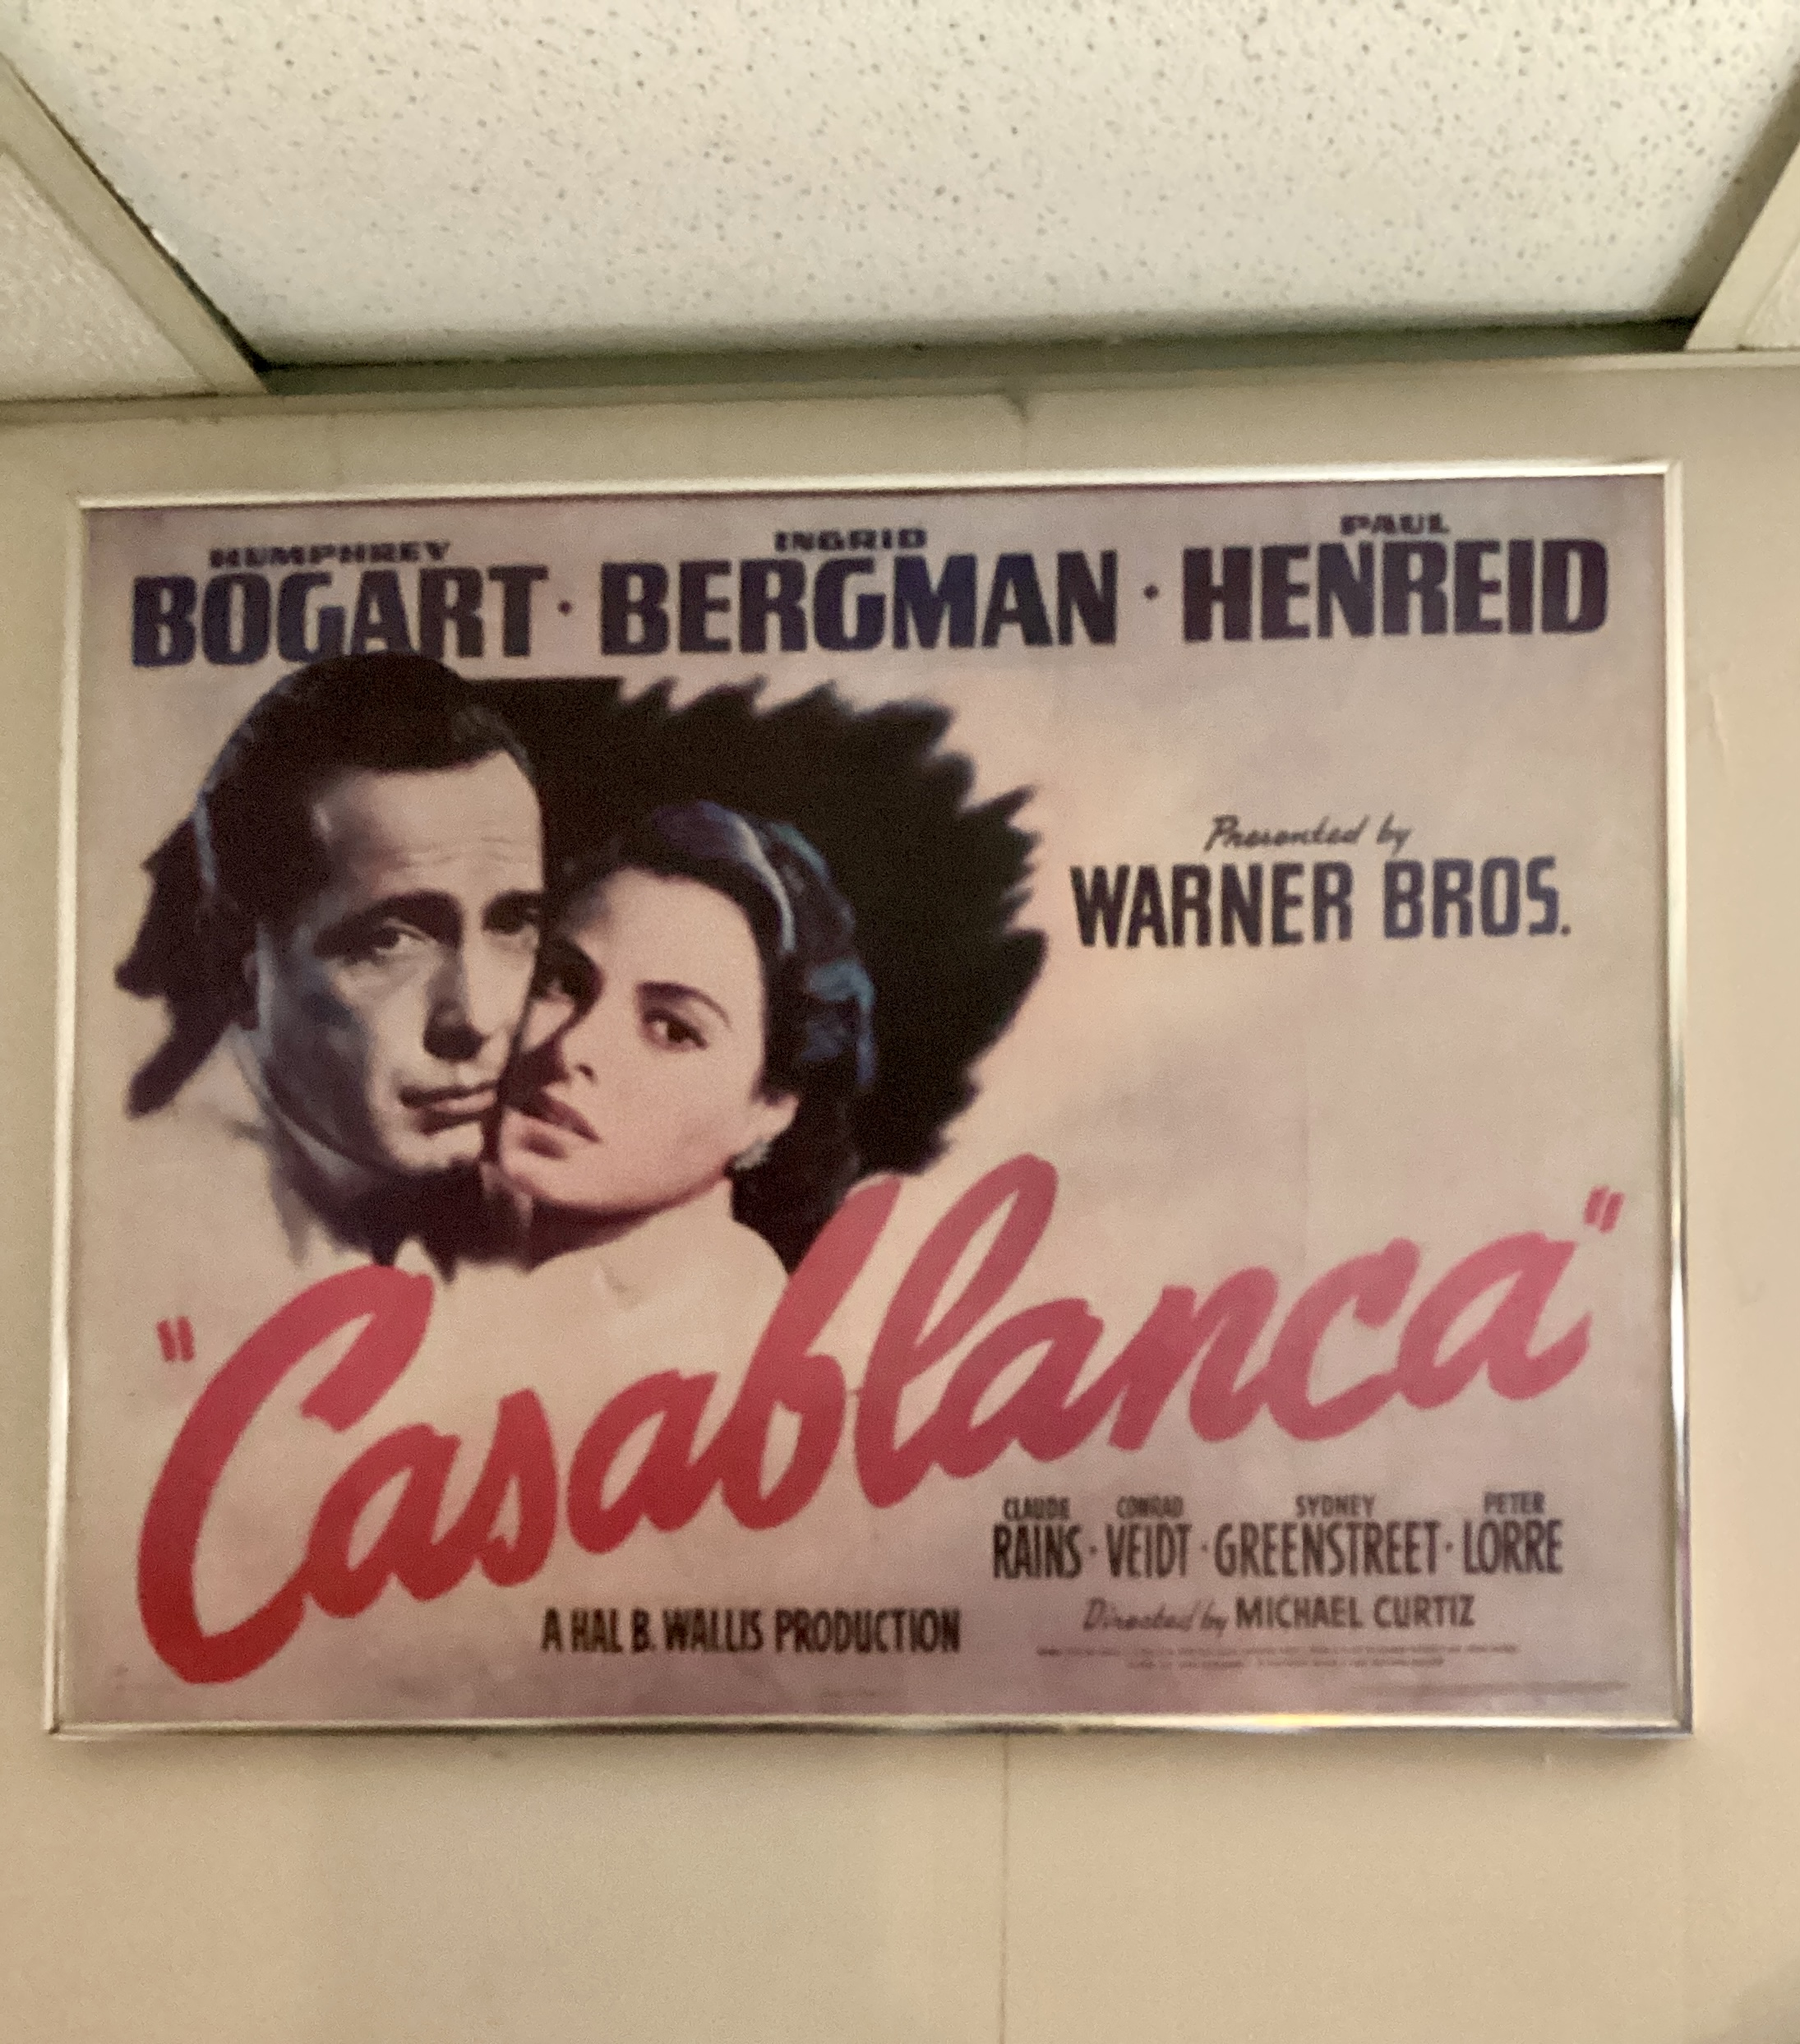 HUMPHREY INGRID PAUL
BOGART · BERGMAN · HENREID
Presented by
WARNER BROS.
"Casablanca"
CLAUDE CONRAD SYDNEY PETER
RAINS · VEIDT · GREENSTREET · LORRE
A HAL B. WALLIS PRODUCTION
Directed by MICHAEL CURTIZ